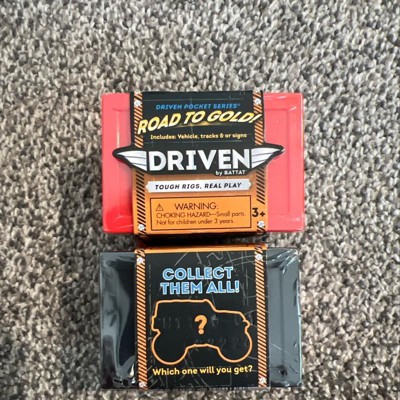 DRIVEN POCKET SERIES
ROAD TO GOLD!
Includes: Vehicle, tracks & or signs
DRIVEN
by BATTAT
TOUGH RIGS, REAL PLAY
WARNING:
CHOKING HAZARD—Small parts.
Not for children under 3 years.
3+
COLLECT
THEM ALL!
?
Which one will you get?